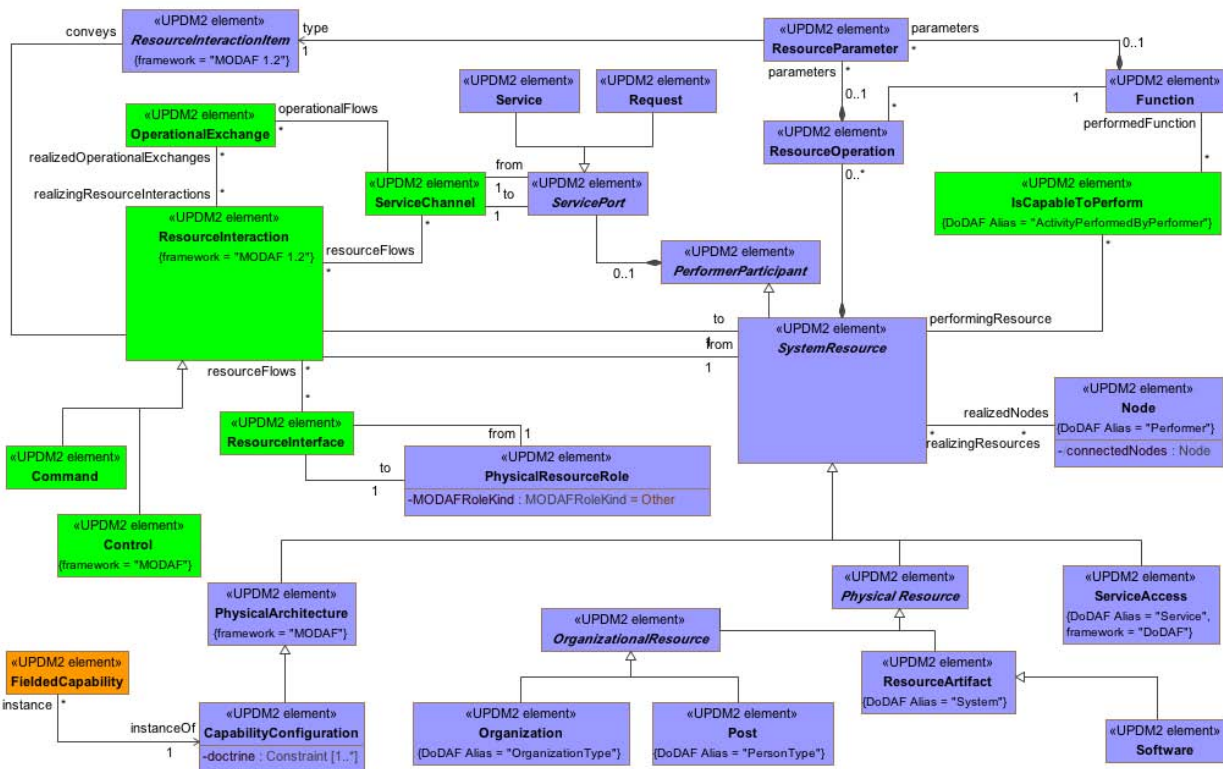 conveys
«UPDM2 element»
ResourceInteractionItem
{framework = "MODAF 1.2"}
type
1
«UPDM2 element»
ResourceParameter
parameters
*
0..1
parameters
*
0..1
«UPDM2 element»
Function
1
*
performedFunction
*
«UPDM2 element»
Service
«UPDM2 element»
Request
«UPDM2 element»
OperationalExchange
operationalFlows
*
realizedOperationalExchanges
*
realizingResourceInteractions
*
«UPDM2 element»
ResourceOperation
0..*
«UPDM2 element»
ServiceChannel
from
1
to
1
«UPDM2 element»
ServicePort
«UPDM2 element»
IsCapableToPerform
{DoDAF Alias = "ActivityPerformedByPerformer"}
*
«UPDM2 element»
ResourceInteraction
{framework = "MODAF 1.2"}
resourceFlows
*
*
0..1
«UPDM2 element»
PerformerParticipant
to
1
from
1
«UPDM2 element»
SystemResource
performingResource
resourceFlows
*
*
«UPDM2 element»
ResourceInterface
from
1
to
1
«UPDM2 element»
PhysicalResourceRole
-MODAFRoleKind : MODAFRoleKind = Other
realizedNodes
*
*
realizingResources
«UPDM2 element»
Node
{DoDAF Alias = "Performer"}
- connectedNodes : Node
«UPDM2 element»
Command
«UPDM2 element»
Control
{framework = "MODAF"}
«UPDM2 element»
PhysicalArchitecture
{framework = "MODAF"}
«UPDM2 element»
Physical Resource
«UPDM2 element»
ServiceAccess
{DoDAF Alias = "Service",
framework = "DoDAF"}
«UPDM2 element»
OrganizationalResource
«UPDM2 element»
ResourceArtifact
{DoDAF Alias = "System"}
«UPDM2 element»
FieldedCapability
instance
*
instanceOf
1
«UPDM2 element»
CapabilityConfiguration
-doctrine : Constraint [1..*]
«UPDM2 element»
Organization
{DoDAF Alias = "OrganizationType"}
«UPDM2 element»
Post
{DoDAF Alias = "PersonType"}
«UPDM2 element»
Software